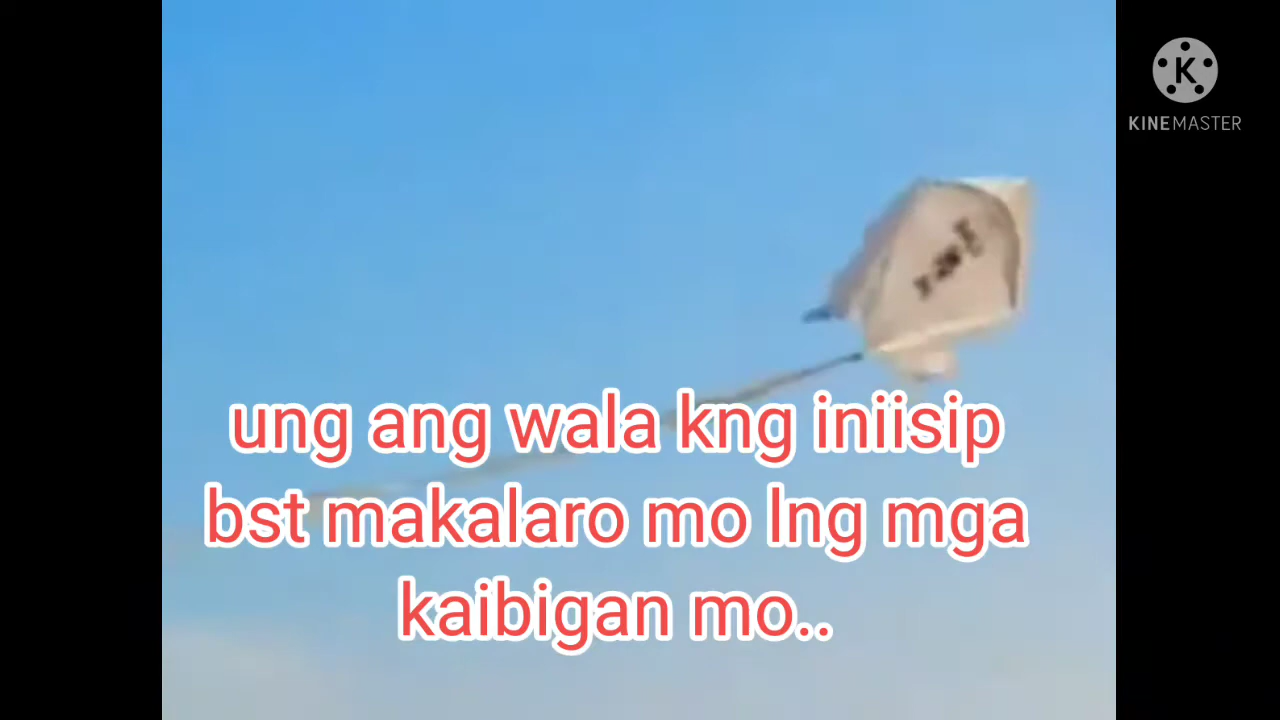 K
KINEMASTER
ung ang wala kng iniisip
bst makalaro mo lng mga
kaibigan mo..